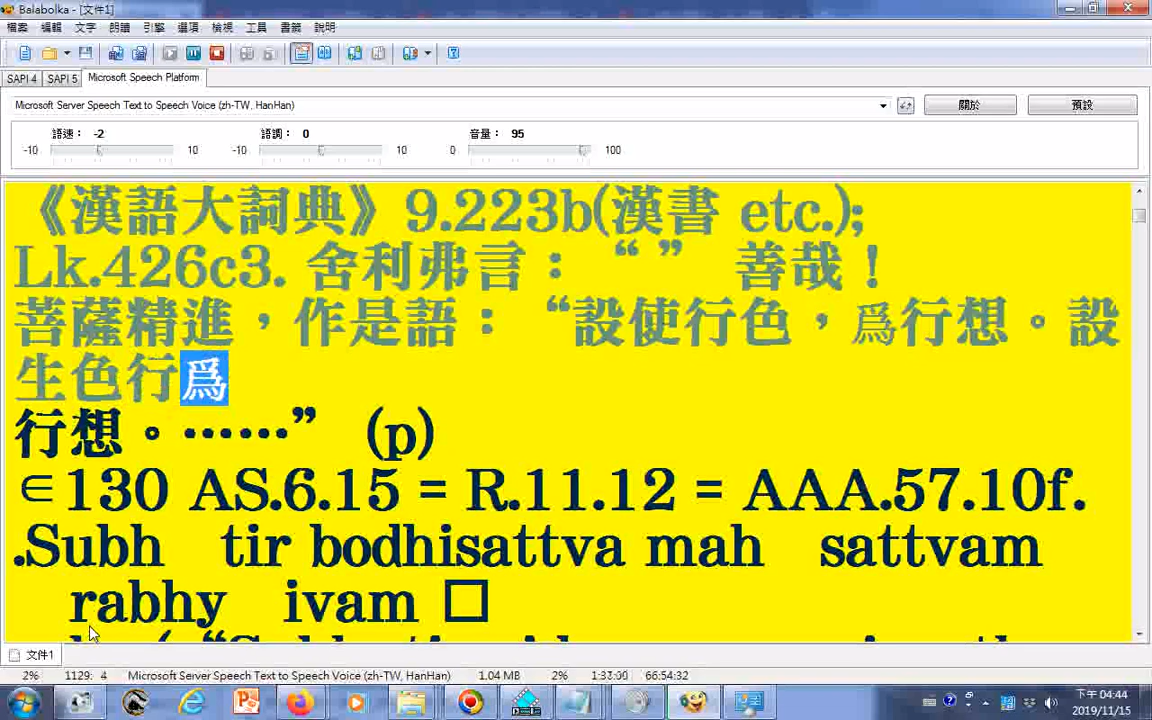 Balabolka - [文件1]
檔案 編輯 文字 朗讀 引擎 選項 檢視 工具 書籤 說明
SAPI 4 SAPI 5 Microsoft Speech Platform
Microsoft Server Speech Text to Speech Voice (zh-TW, HanHan) 關於 預設
語速： -2 語調： 0 音量： 95
-10 10 -10 10 0 100
《漢語大詞典》9.223b(漢書 etc.);
Lk.426c3. 舍利弗言：“ ” 善哉！
菩薩精進，作是語：“設使行色，爲行想。設
生色行爲
行想。……” (p)
∈130 AS.6.15 = R.11.12 = AAA.57.10f.
.Subh tir bodhisattva mah sattvam
rabhy ivam □
文件1
2% 1129: 4 Microsoft Server Speech Text to Speech Voice (zh-TW, HanHan) 1.04 MB 2% 1:33:00 66:54:32
下午 04:44
2019/11/15